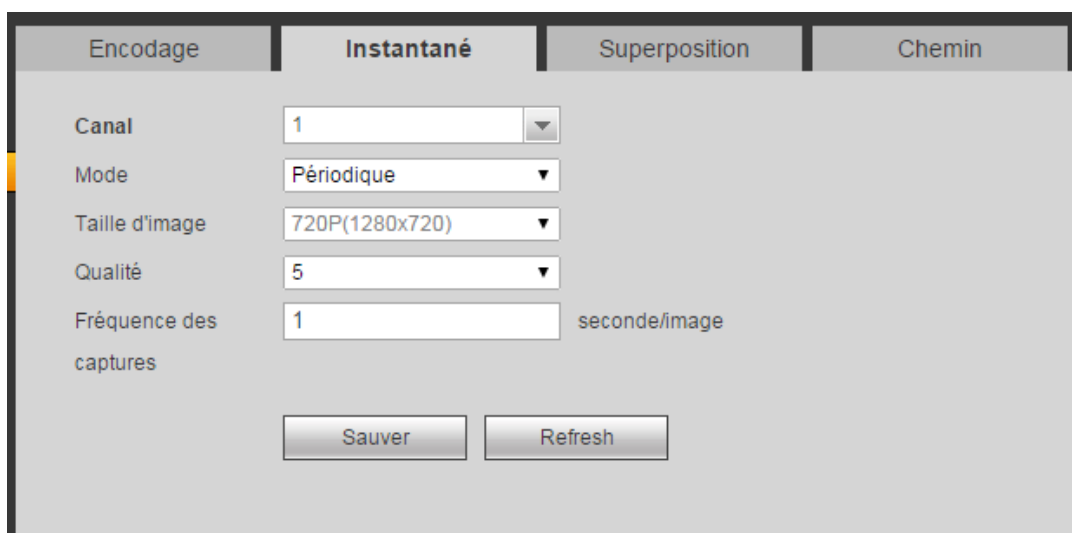 Encodage Instantané Superposition Chemin
Canal 1
Mode Périodique
Taille d'image 720P(1280x720)
Qualité 5
Fréquence des 1 seconde/image
captures
Sauver Refresh